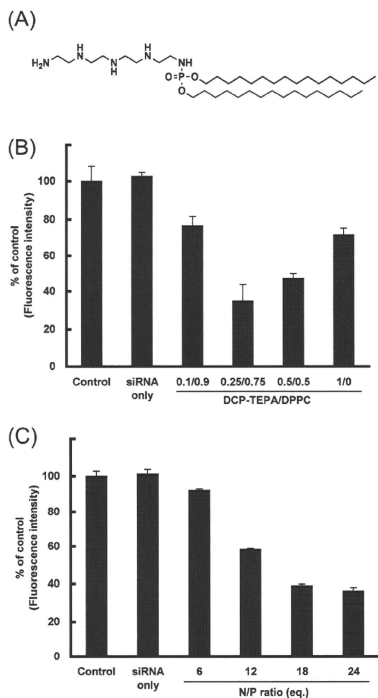 (A)
H₂N
H
N
N
H
H
N
NH
O=P-O
O
(B)
% of control
(Fluorescence intensity)
100
80
60
40
20
0
Control
siRNA
only
0.1/0.9 0.25/0.75 0.5/0.5 1/0
DCP-TEPA/DPPC
(C)
% of control
(Fluorescence intensity)
100
80
60
40
20
0
Control
siRNA
only
6 12 18 24
N/P ratio (eq.)